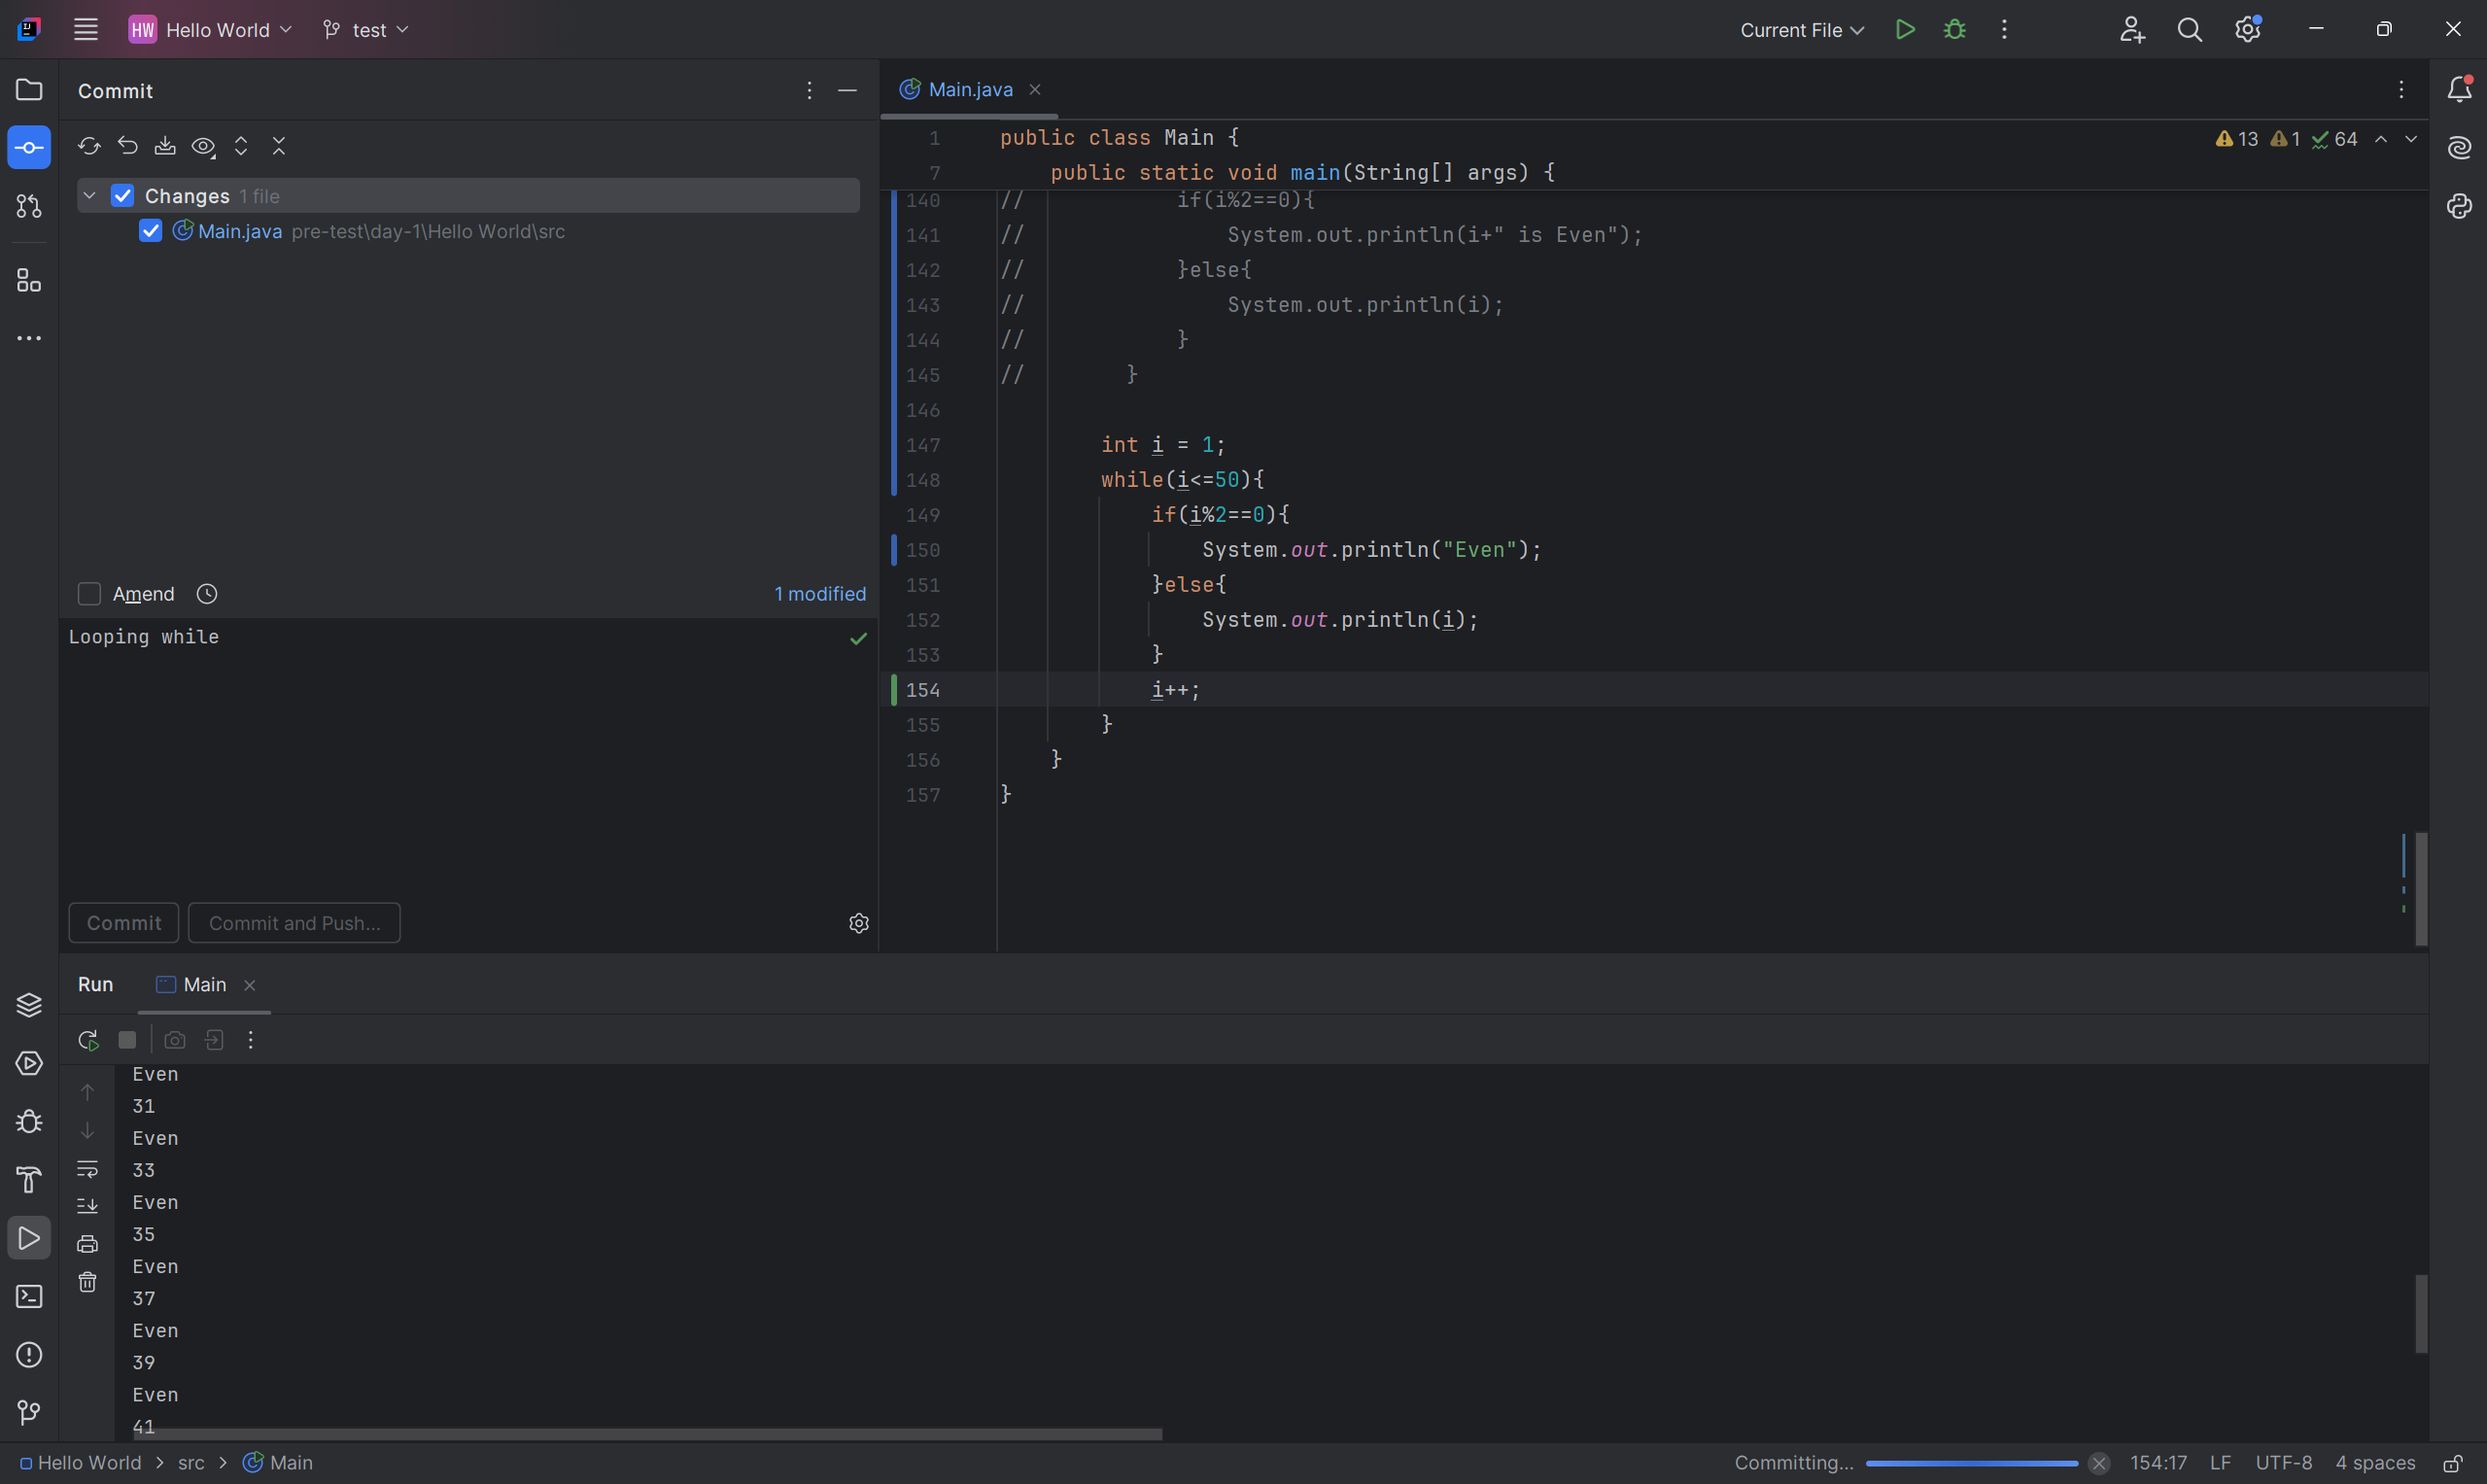 HW Hello World test Current File
Commit
Main.java
Changes 1 file
Main.java pre-test\day-1\Hello World\src
Amend 1 modified
Looping while
Commit Commit and Push...
13 1 64
1 public class Main {
7 public static void main(String[] args) {
140 // if(i%2==0){
141 // System.out.println(i+" is Even");
142 // }else{
143 // System.out.println(i);
144 // }
145 // }
146
147 int i = 1;
148 while(i<=50){
149 if(i%2==0){
150 System.out.println("Even");
151 }else{
152 System.out.println(i);
153 }
154 i++;
155 }
156 }
157 }
Run Main
Even
31
Even
33
Even
35
Even
37
Even
39
Even
41
Hello World > src > Main Committing... 154:17 LF UTF-8 4 spaces